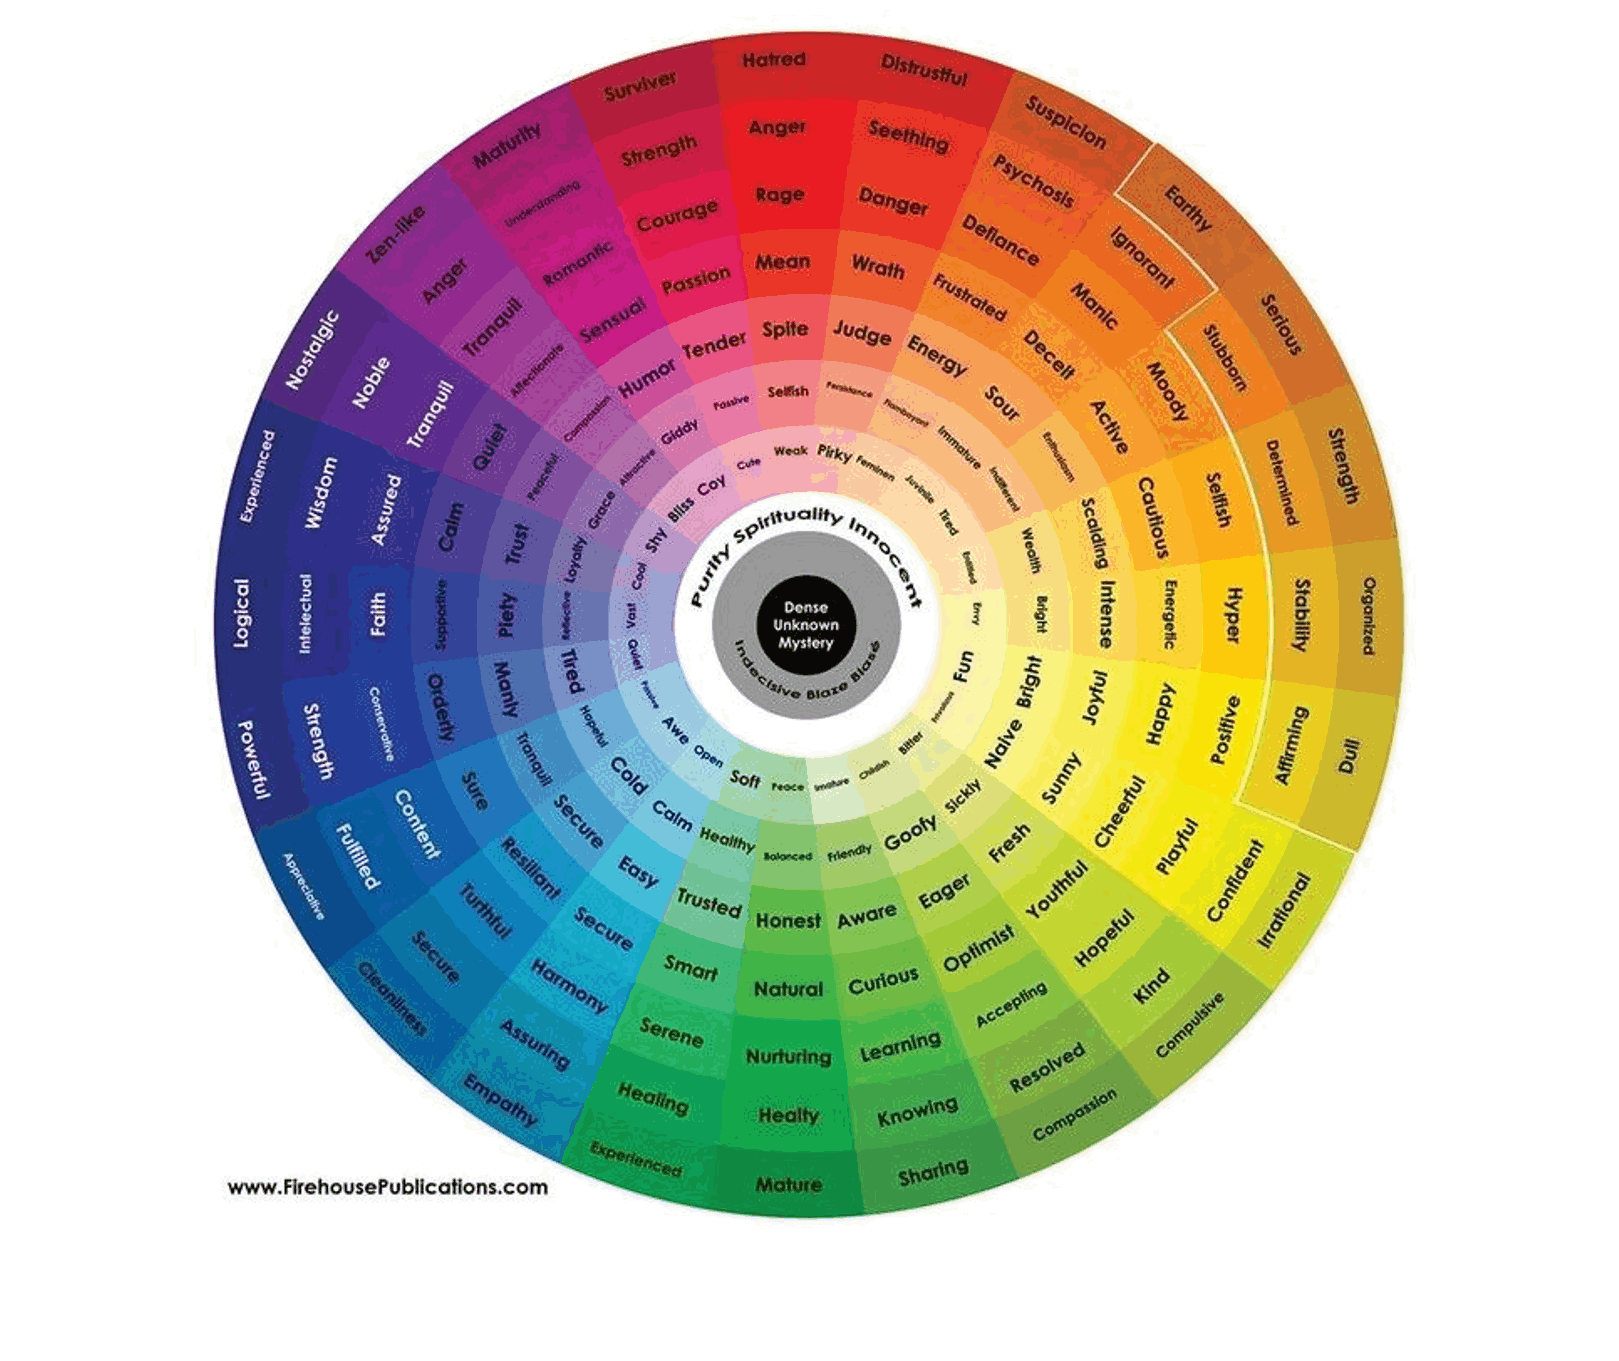 Hatred
Distrustful
Suspicion
Earthy
Serious
Strength
Organized
Dull
Irrational
Compulsive
Compassion
Sharing
Mature
Experienced
Empathy
Cleanliness
Appreciative
Powerful
Logical
Experienced
Nostalgic
Zen-like
Maturity
Surviver
Anger
Seething
Psychosis
Ignorant
Stubborn
Determined
Stability
Affirming
Confident
Kind
Resolved
Knowing
Healty
Healing
Assuring
Secure
Fulfilled
Strength
Intelectual
Wisdom
Noble
Anger
Understanding
Strength
Rage
Danger
Defiance
Manic
Moody
Selfish
Hyper
Positive
Playful
Hopeful
Accepting
Learning
Nurturing
Serene
Harmony
Turthful
Content
Conservative
Faith
Assured
Tranquil
Tranquil
Romantic
Courage
Mean
Wrath
Frustrated
Deceit
Active
Cautious
Energetic
Happy
Cheerful
Youthful
Optimist
Curious
Natural
Smart
Secure
Resiliant
Sure
Orderly
Supportive
Calm
Quiet
Affectionate
Sensual
Passion
Spite
Judge
Energy
Sour
Enthusiasm
Scalding
Intense
Joyful
Sunny
Fresh
Eager
Aware
Honest
Trusted
Easy
Secure
Tranquil
Manly
Piety
Trust
Peaceful
Compassion
Humor
Tender
Selfish
Persistance
Flamboyant
Immature
Indifferent
Wealth
Bright
Bright
Naive
Sickly
Goofy
Friendly
Balanced
Healthy
Calm
Cold
Hopeful
Tired
Reflective
Loyalty
Grace
Attractive
Giddy
Passive
Weak
Pirky
Feminen
Juvinile
Tired
Entitled
Envy
Fun
Frivolous
Bitter
Childish
Imature
Peace
Soft
Open
Awe
Passive
Quiet
Vast
Cool
Shy
Bliss
Coy
Cute
Purity Spirituality Innocent
Indecisive Blaze Blasé
Dense
Unknown
Mystery
www.FirehousePublications.com